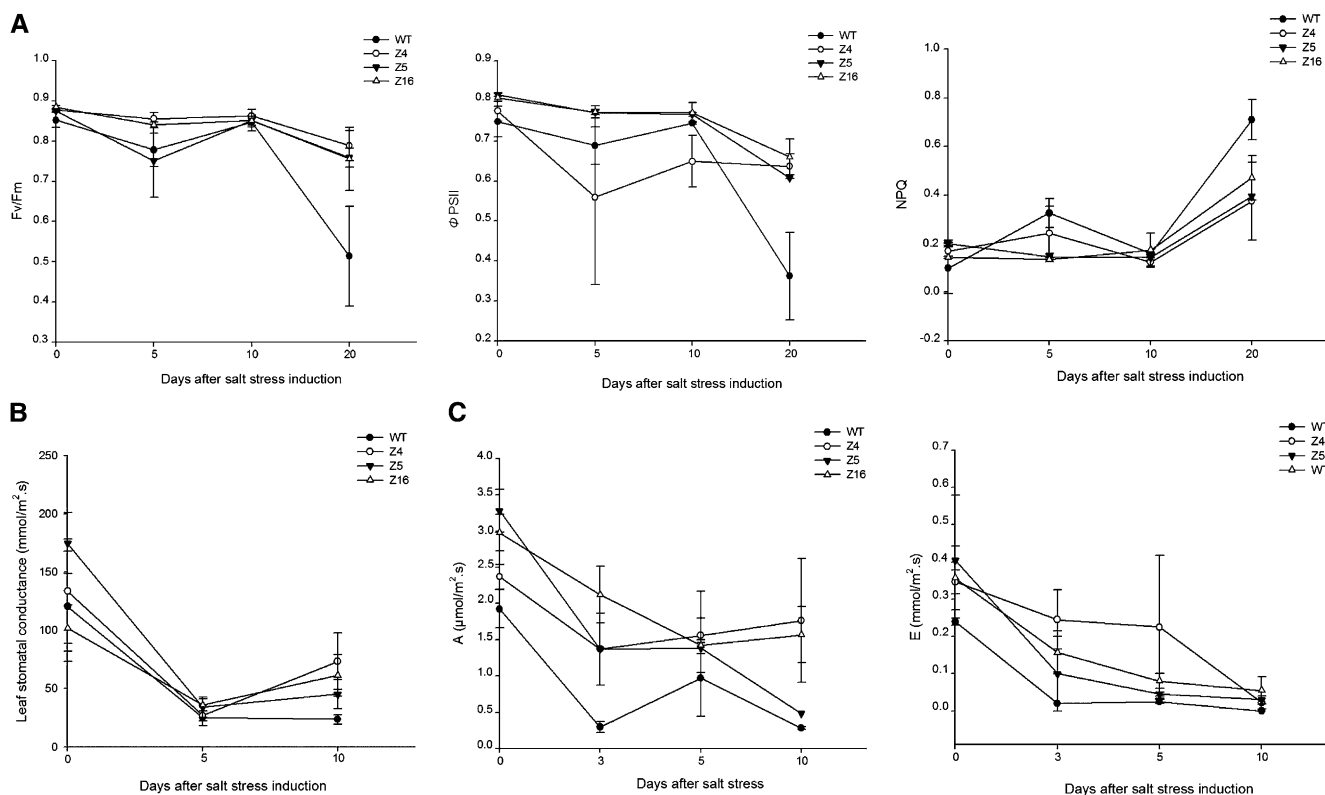 A
WT
Z4
Z5
Z16
1.0
0.9
0.8
0.7
0.6
0.5
0.4
0.3
Fv/Fm
0
5
10
20
Days after salt stress induction
WT
Z4
Z5
Z16
0.9
0.8
0.7
0.6
0.5
0.4
0.3
0.2
Φ PSII
0
5
10
20
Days after salt stress induction
WT
Z4
Z5
Z16
1.0
0.8
0.6
0.4
0.2
0.0
-0.2
NPQ
0
5
10
20
Days after salt stress induction
B
WT
Z4
Z5
Z16
250
200
150
100
50
0
Leaf stomatal conductance (mmol/m².s)
0
5
10
Days after salt stress induction
C
WT
Z4
Z5
Z16
4.0
3.5
3.0
2.5
2.0
1.5
1.0
0.5
0.0
A (µmol/m².s)
0
3
5
10
Days after salt stress
WT
Z4
Z5
WT
0.7
0.6
0.5
0.4
0.3
0.2
0.1
0.0
E (mmol/m².s)
0
3
5
10
Days after salt stress induction